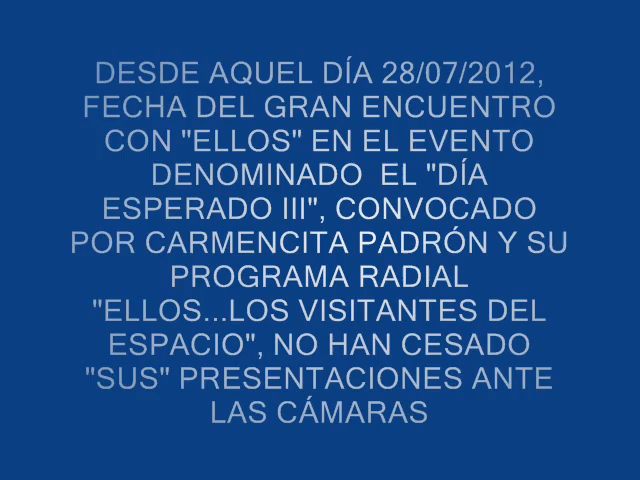 DESDE AQUEL DÍA 28/07/2012,
FECHA DEL GRAN ENCUENTRO
CON "ELLOS" EN EL EVENTO
DENOMINADO  EL "DÍA
ESPERADO III", CONVOCADO
POR CARMENCITA PADRÓN Y SU
PROGRAMA RADIAL
"ELLOS...LOS VISITANTES DEL
ESPACIO", NO HAN CESADO
"SUS" PRESENTACIONES ANTE
LAS CÁMARAS